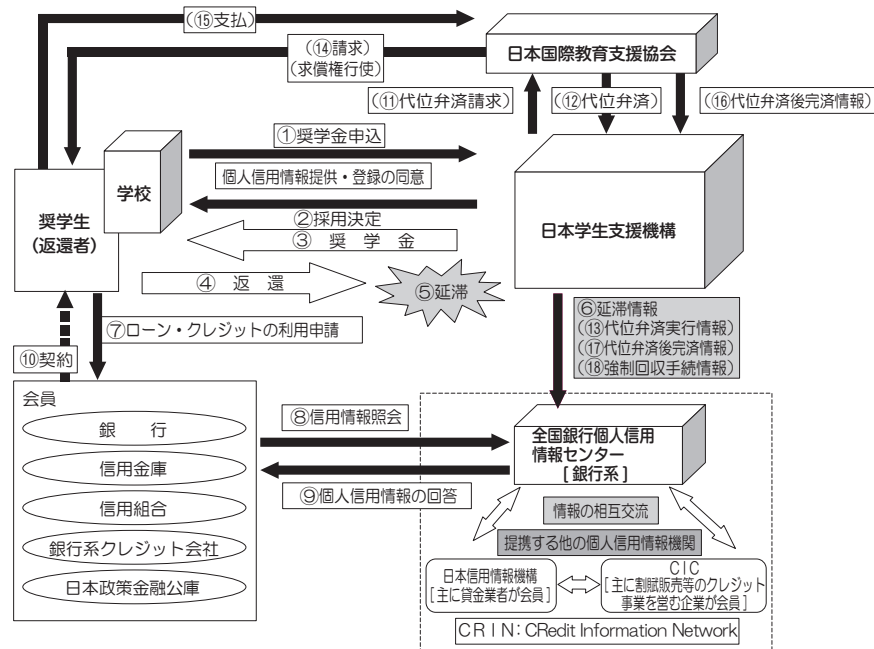 (⑮支払)
(⑭請求)
(求償権行使)
日本国際教育支援協会
(⑪代位弁済請求)
(⑫代位弁済)
(⑯代位弁済後完済情報)
①奨学金申込
個人信用情報提供・登録の同意
学校
奨学生
(返還者)
日本学生支援機構
②採用決定
③ 奨 学 金
④ 返 還
⑤延滞
⑥延滞情報
(⑬代位弁済実行情報)
(⑰代位弁済後完済情報)
(⑱強制回収手続情報)
⑦ローン・クレジットの利用申請
⑩契約
会員
銀 行
信用金庫
信用組合
銀行系クレジット会社
日本政策金融公庫
⑧信用情報照会
⑨個人信用情報の回答
全国銀行個人信用
情報センター
[銀行系]
情報の相互交流
提携する他の個人信用情報機関
日本信用情報機構
[主に貸金業者が会員]
CIC
[主に割賦販売等のクレジット
事業を営む企業が会員]
CRIN:CRedit Information Network